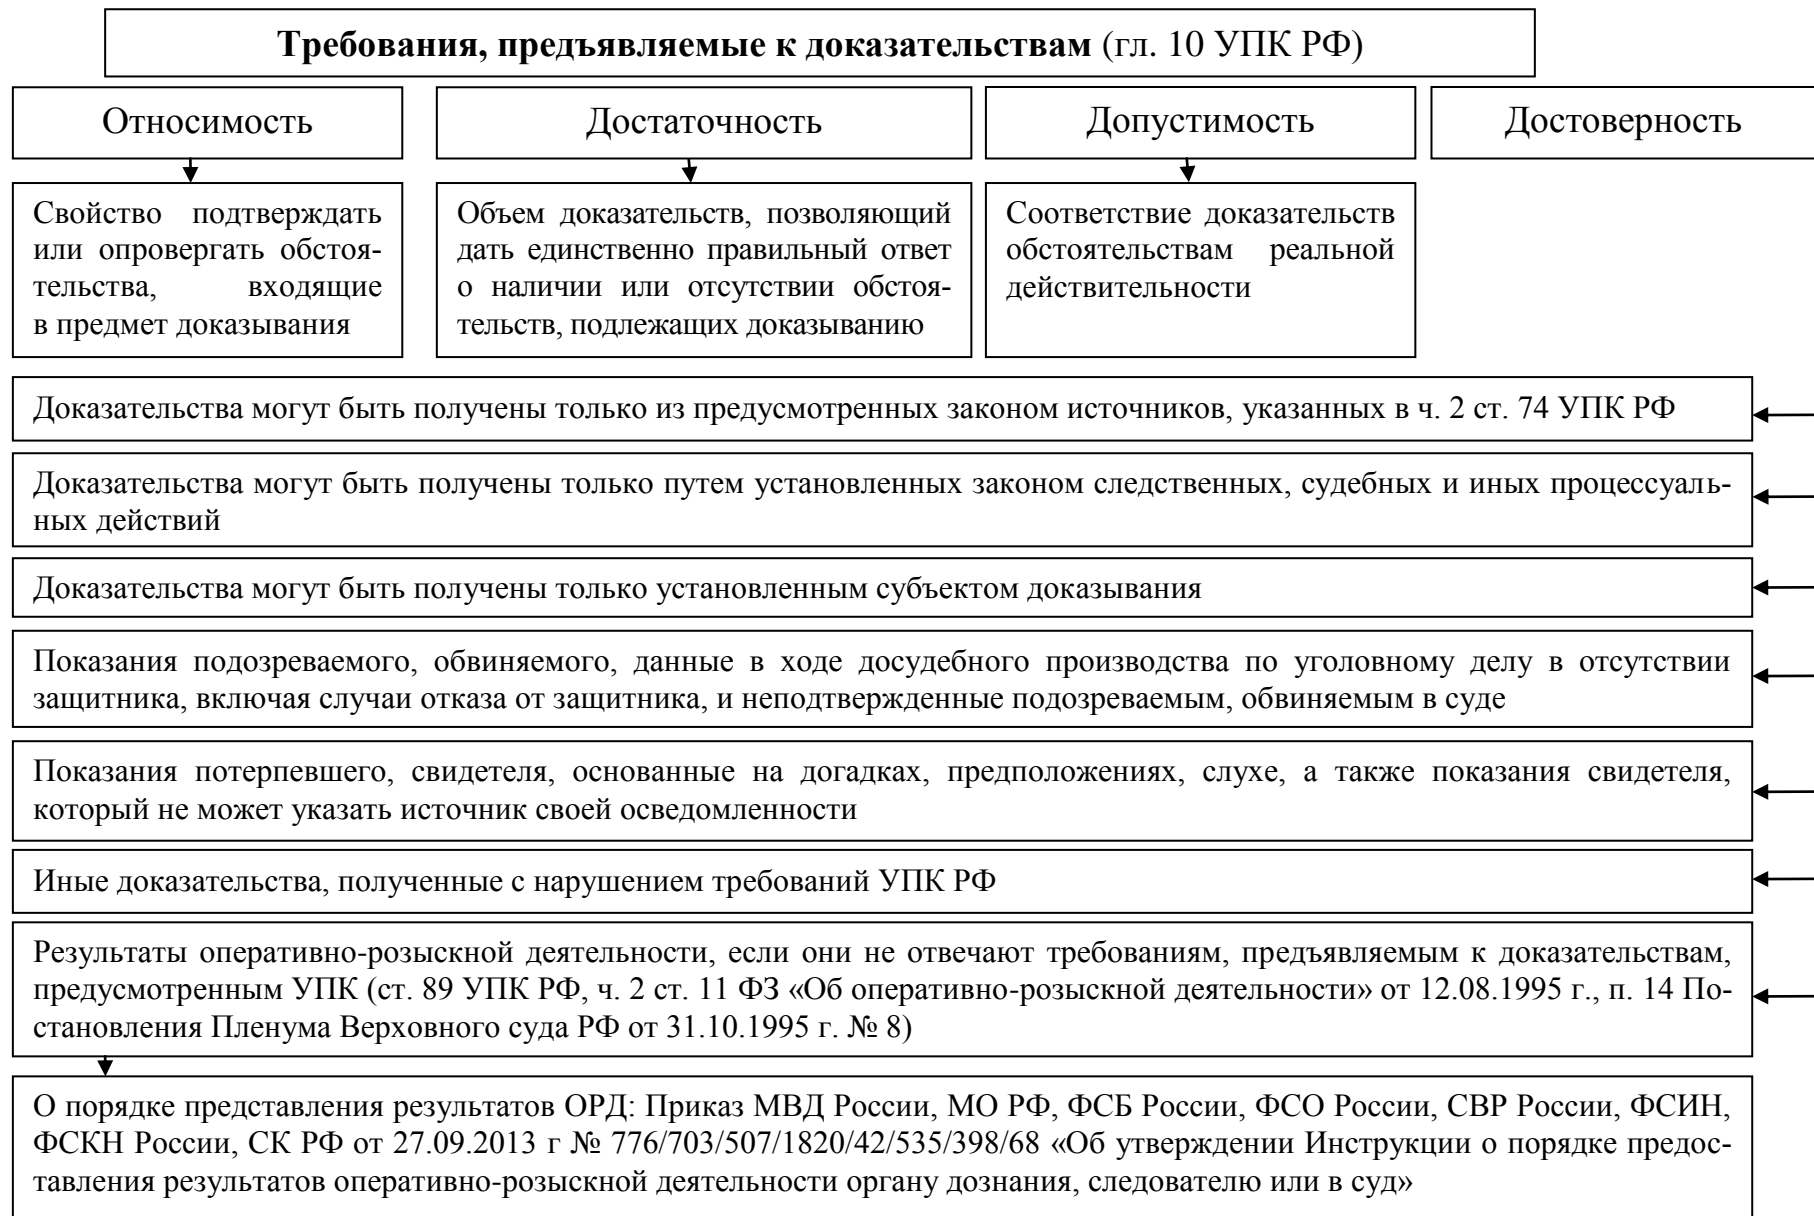 Требования, предъявляемые к доказательствам (гл. 10 УПК РФ)
Относимость
Достаточность
Допустимость
Достоверность
Свойство подтверждать
или опровергать обстоя-
тельства, входящие
в предмет доказывания
Объем доказательств, позволяющий
дать единственно правильный ответ
о наличии или отсутствии обстоя-
тельств, подлежащих доказыванию
Соответствие доказательств
обстоятельствам реальной
действительности
Доказательства могут быть получены только из предусмотренных законом источников, указанных в ч. 2 ст. 74 УПК РФ
Доказательства могут быть получены только путем установленных законом следственных, судебных и иных процессуаль-
ных действий
Доказательства могут быть получены только установленным субъектом доказывания
Показания подозреваемого, обвиняемого, данные в ходе досудебного производства по уголовному делу в отсутствии
защитника, включая случаи отказа от защитника, и неподтвержденные подозреваемым, обвиняемым в суде
Показания потерпевшего, свидетеля, основанные на догадках, предположениях, слухе, а также показания свидетеля,
который не может указать источник своей осведомленности
Иные доказательства, полученные с нарушением требований УПК РФ
Результаты оперативно-розыскной деятельности, если они не отвечают требованиям, предъявляемым к доказательствам,
предусмотренным УПК (ст. 89 УПК РФ, ч. 2 ст. 11 ФЗ «Об оперативно-розыскной деятельности» от 12.08.1995 г., п. 14 По-
становления Пленума Верховного суда РФ от 31.10.1995 г. № 8)
О порядке представления результатов ОРД: Приказ МВД России, МО РФ, ФСБ России, ФСО России, СВР России, ФСИН,
ФСКН России, СК РФ от 27.09.2013 г № 776/703/507/1820/42/535/398/68 «Об утверждении Инструкции о порядке предос-
тавления результатов оперативно-розыскной деятельности органу дознания, следователю или в суд»